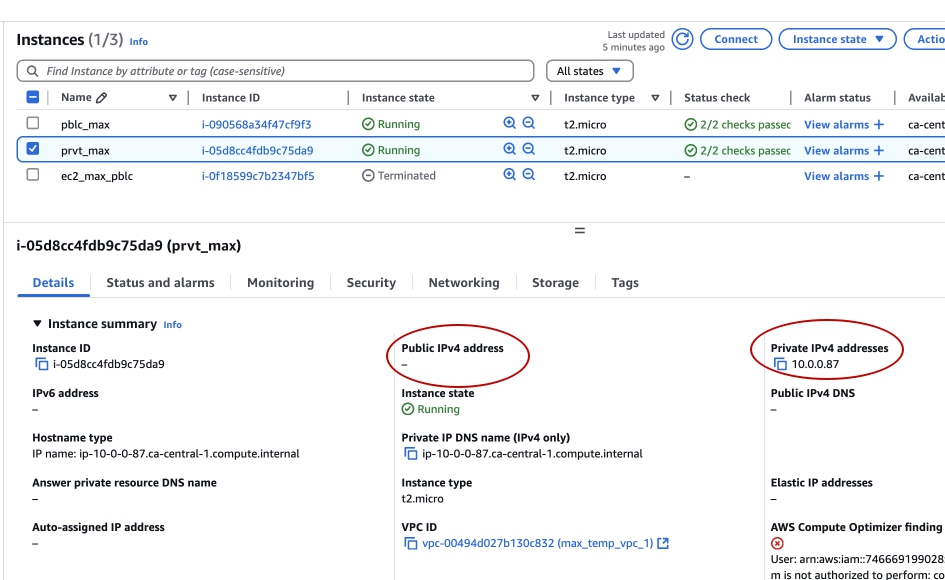 Instances (1/3) Info
Last updated
5 minutes ago
Connect
Instance state
Actio
Find Instance by attribute or tag (case-sensitive)
All states
Name Instance ID Instance state Instance type Status check Alarm status Availab
pblc_max i-090568a34f47cf9f3 Running t2.micro 2/2 checks passec View alarms + ca-cent
prvt_max i-05d8cc4fdb9c75da9 Running t2.micro 2/2 checks passec View alarms + ca-cent
ec2_max_pblc i-0f18599c7b2347bf5 Terminated t2.micro – View alarms + ca-cent
i-05d8cc4fdb9c75da9 (prvt_max)
Details Status and alarms Monitoring Security Networking Storage Tags
Instance summary Info
Instance ID
i-05d8cc4fdb9c75da9
Public IPv4 address
–
Private IPv4 addresses
10.0.0.87
IPv6 address
–
Instance state
Running
Public IPv4 DNS
–
Hostname type
IP name: ip-10-0-0-87.ca-central-1.compute.internal
Private IP DNS name (IPv4 only)
ip-10-0-0-87.ca-central-1.compute.internal
Answer private resource DNS name
–
Instance type
t2.micro
Elastic IP addresses
–
Auto-assigned IP address
–
VPC ID
vpc-00494d027b130c832 (max_temp_vpc_1)
AWS Compute Optimizer finding
User: arn:aws:iam::746669199028:
m is not authorized to perform: co